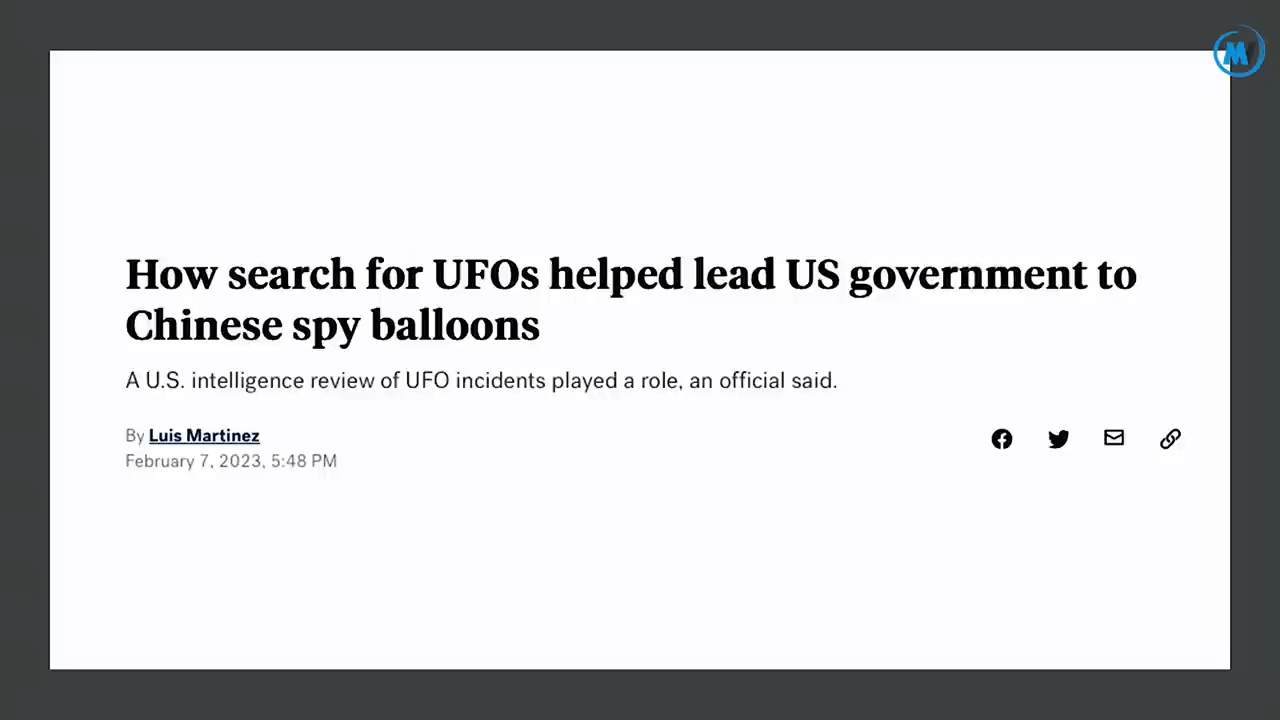 How search for UFOs helped lead US government to
Chinese spy balloons
A U.S. intelligence review of UFO incidents played a role, an official said.
By Luis Martinez
February 7, 2023, 5:48 PM
M